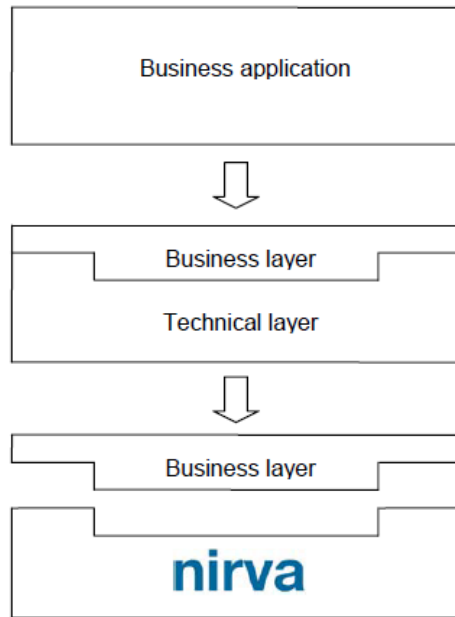 Business application
Business layer
Technical layer
Business layer
nirva